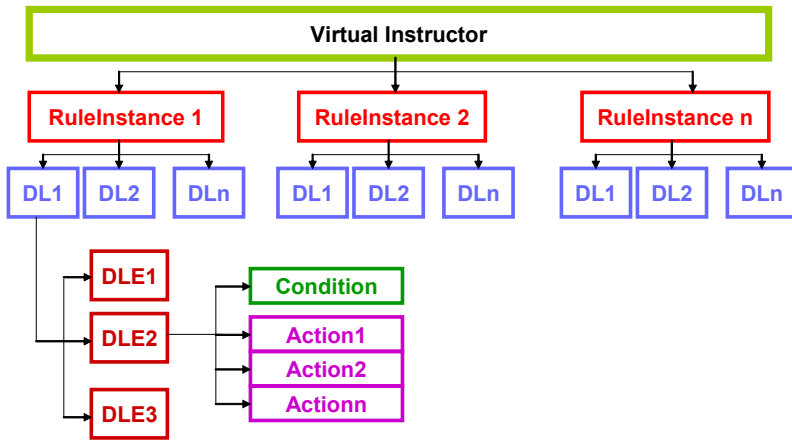 Virtual Instructor
RuleInstance 1 RuleInstance 2 RuleInstance n
DL1 DL2 DLn DL1 DL2 DLn DL1 DL2 DLn
DLE1
Condition
DLE2 Action1
Action2
DLE3 Actionn